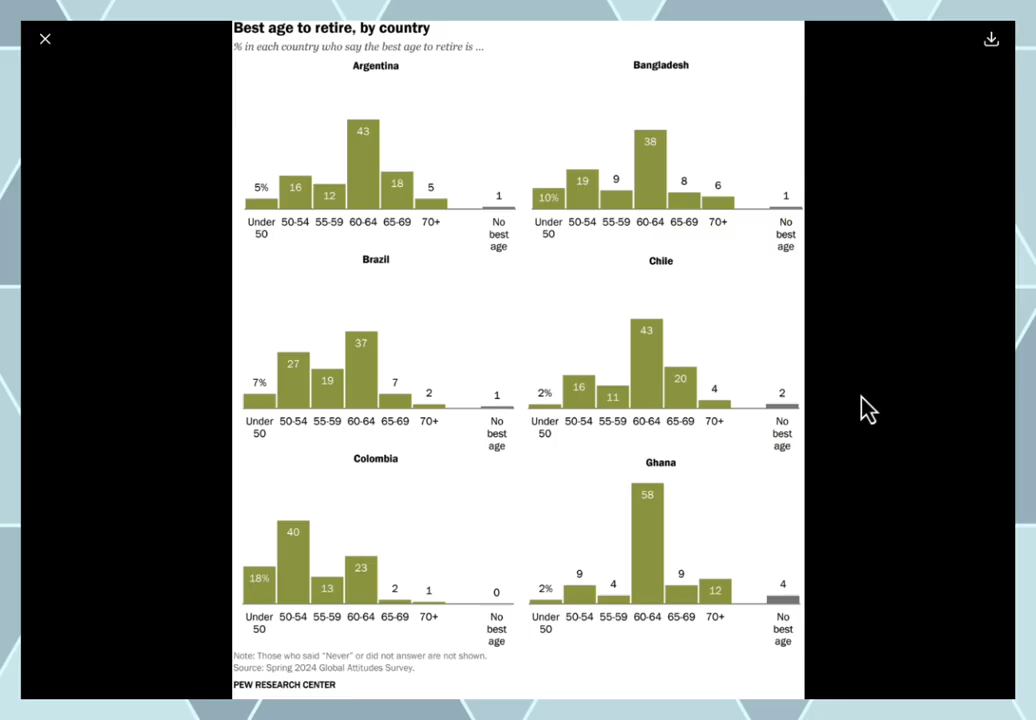 Best age to retire, by country
% in each country who say the best age to retire is ...
Argentina
5% 16 12 43 18 5 1
Under 50 50-54 55-59 60-64 65-69 70+ No best age
Bangladesh
10% 19 9 38 8 6 1
Under 50 50-54 55-59 60-64 65-69 70+ No best age
Brazil
7% 27 19 37 7 2 1
Under 50 50-54 55-59 60-64 65-69 70+ No best age
Chile
2% 16 11 43 20 4 2
Under 50 50-54 55-59 60-64 65-69 70+ No best age
Colombia
18% 40 13 23 2 1 0
Under 50 50-54 55-59 60-64 65-69 70+ No best age
Ghana
2% 9 4 58 9 12 4
Under 50 50-54 55-59 60-64 65-69 70+ No best age
Note: Those who said “Never” or did not answer are not shown.
Source: Spring 2024 Global Attitudes Survey.
PEW RESEARCH CENTER